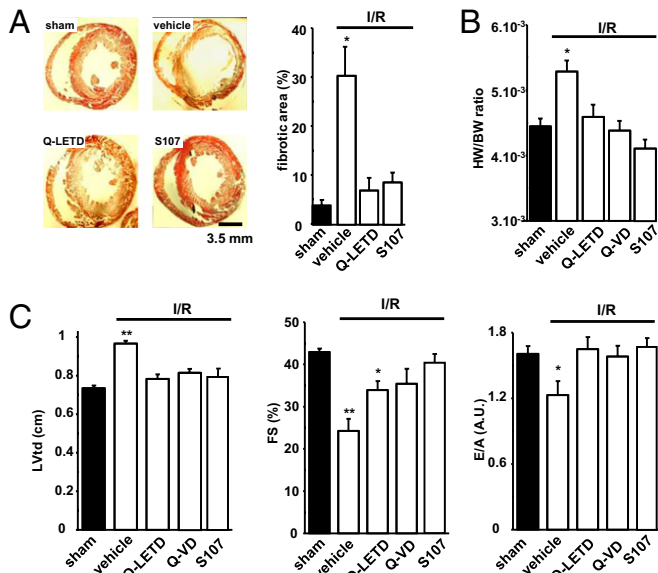 A
sham
vehicle
Q-LETD
S107
3.5 mm
I/R
fibrotic area (%)
40
30
20
10
0
*
sham
vehicle
Q-LETD
S107
B
I/R
HW/BW ratio
6.10⁻³
5.10⁻³
4.10⁻³
3.10⁻³
*
sham
vehicle
Q-LETD
Q-VD
S107
C
I/R
LVtd (cm)
1
0.8
0.6
0.4
0.2
0
**
sham
vehicle
Q-LETD
Q-VD
S107
I/R
FS (%)
50
40
30
20
10
0
**
*
sham
vehicle
Q-LETD
Q-VD
S107
I/R
E/A (A.U.)
1.8
1.2
0.6
0
*
sham
vehicle
Q-LETD
Q-VD
S107